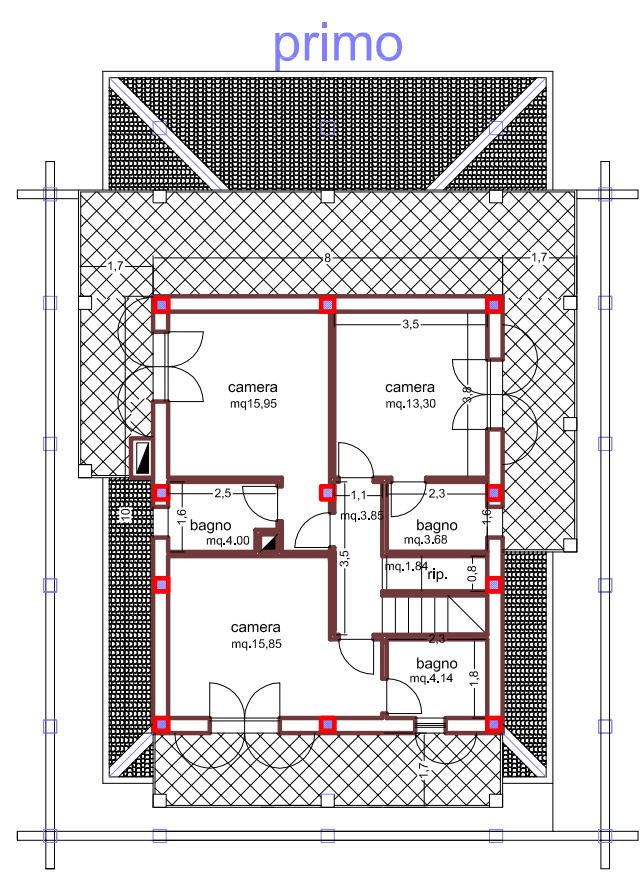 primo
1,7
8
1,7
3,5
camera
mq15,95
camera
mq.13,30
3,8
2,5
1,1
2,3
10
1,6
bagno
mq.4.00
mq.3.85
bagno
mq.3.68
1,6
3,5
mq.1.84
rip.
0,8
camera
mq.15,85
2,3
bagno
mq.4.14
1,8
1,7